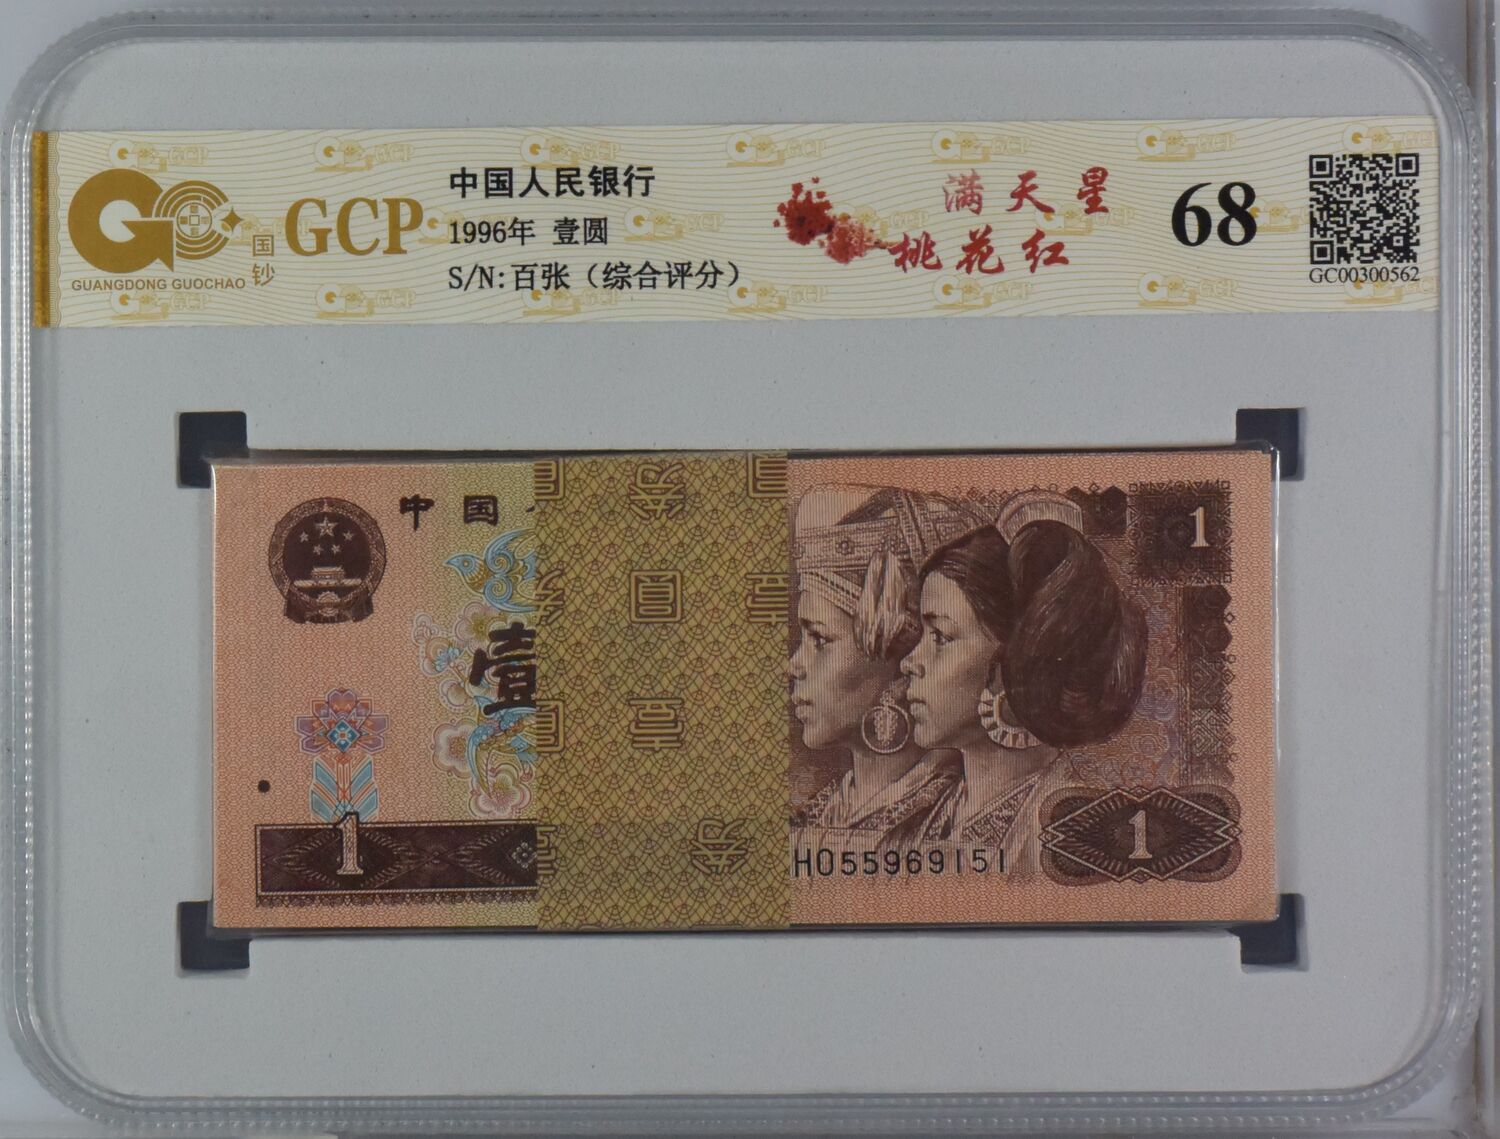 GCP
国钞
GUANGDONG GUOCHAO
中国人民银行
1996年 壹圆
S/N:百张（综合评分）
满天星
桃花红
68
GC00300562
中国
壹
1
1
1
HO55969151
壹
圆